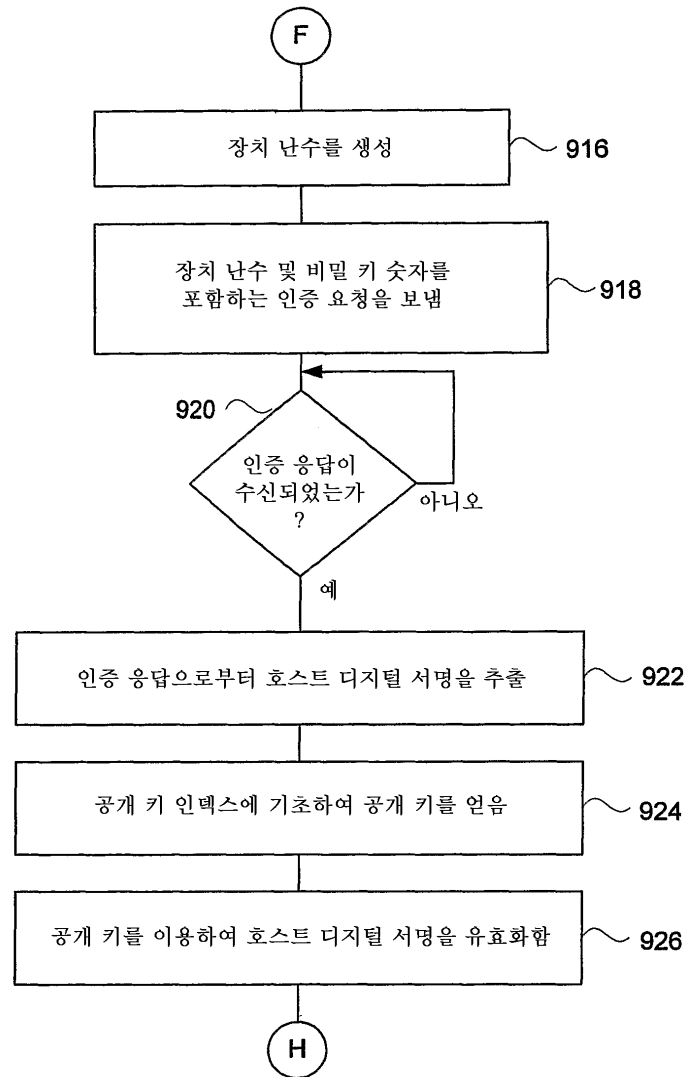 F
장치 난수를 생성
916
장치 난수 및 비밀 키 숫자를
포함하는 인증 요청을 보냄
918
920
인증 응답이
수신되었는가
?
아니오
예
인증 응답으로부터 호스트 디지털 서명을 추출
922
공개 키 인텍스에 기초하여 공개 키를 얻음
924
공개 키를 이용하여 호스트 디지털 서명을 유효화함
926
H